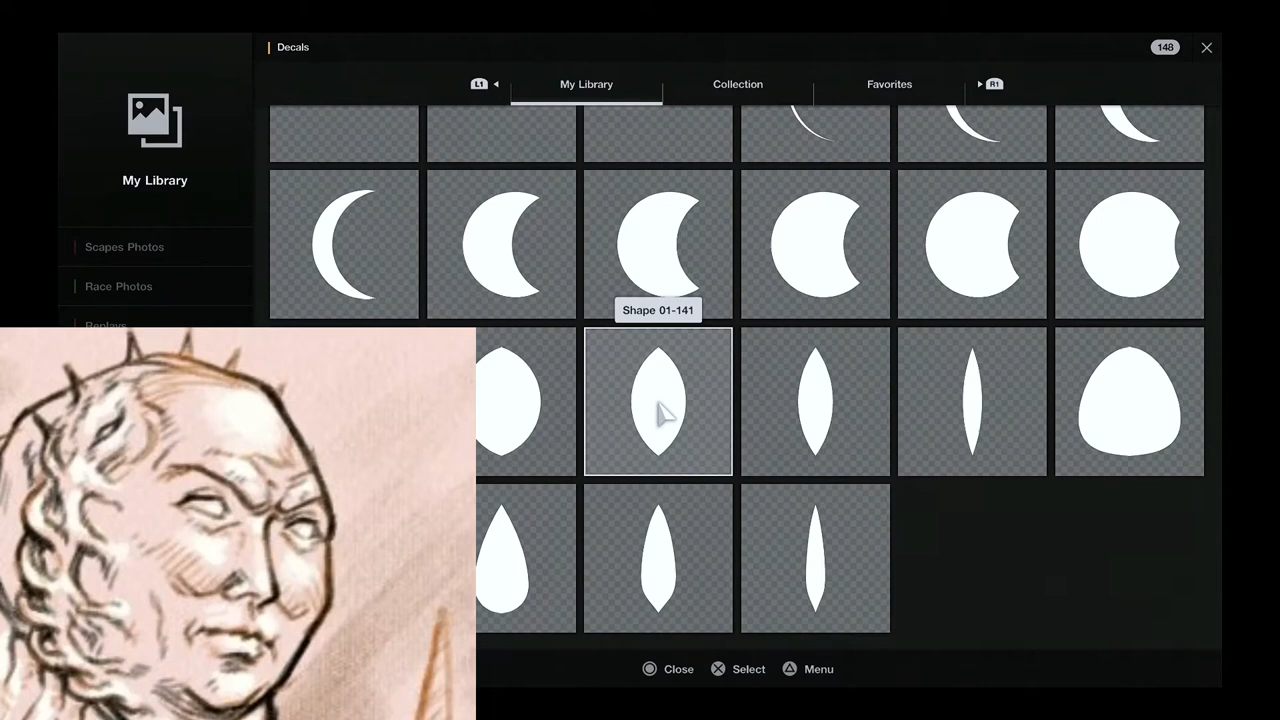 Decals
148
L1
My Library
Collection
Favorites
R1
My Library
Scapes Photos
Race Photos
Replays
Shape 01-141
Close
Select
Menu